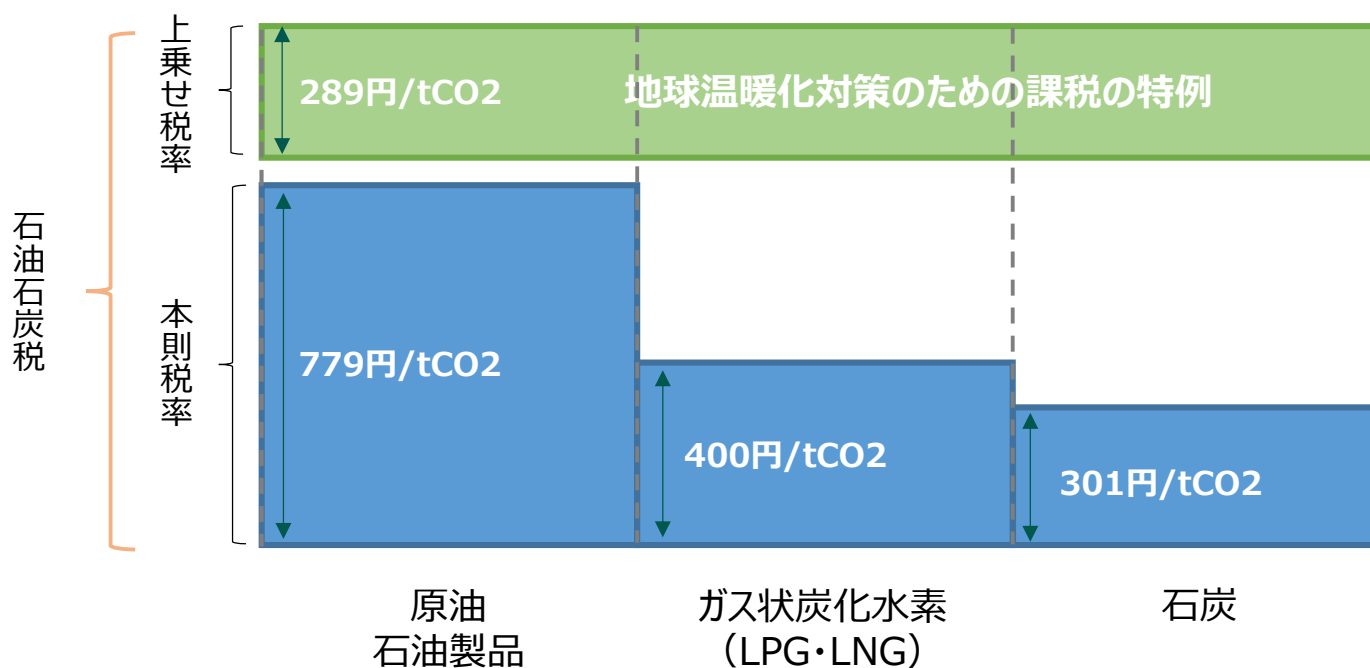 石油石炭税
上乗せ税率
289円/tCO2
地球温暖化対策のための課税の特例
本則税率
779円/tCO2
400円/tCO2
301円/tCO2
原油
石油製品
ガス状炭化水素
（LPG・LNG）
石炭